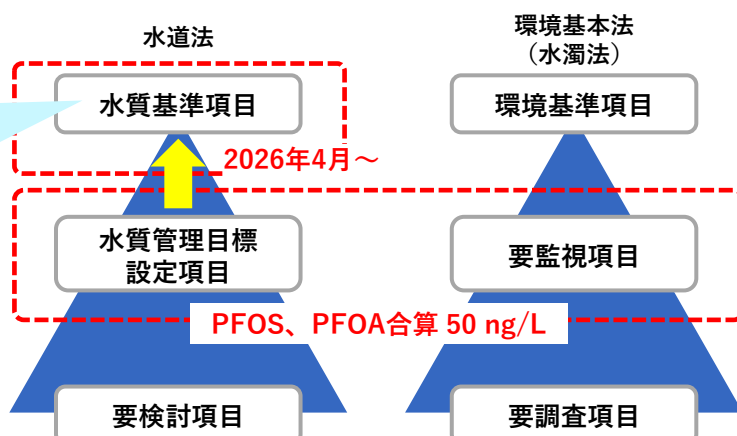 水道法
水質基準項目
2026年4月～
水質管理目標
設定項目
要検討項目
環境基本法
（水濁法）
環境基準項目
要監視項目
PFOS、PFOA合算 50 ng/L
要調査項目